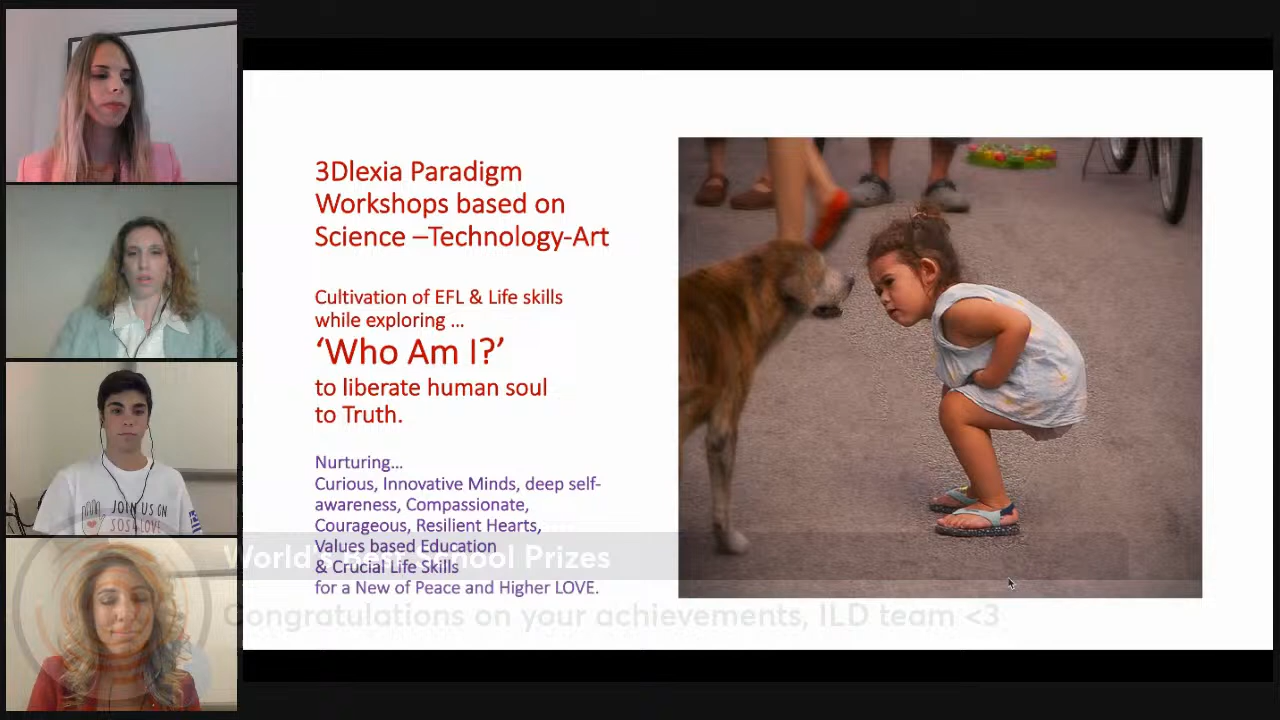 3Dlexia Paradigm
Workshops based on
Science –Technology-Art
Cultivation of EFL & Life skills
while exploring ...
‘Who Am I?’
to liberate human soul
to Truth.
Nurturing...
Curious, Innovative Minds, deep self-
awareness, Compassionate,
Courageous, Resilient Hearts,
Values based Education
& Crucial Life Skills
for a New of Peace and Higher LOVE.
JOIN US ON
SOS4LOVE
World's Best School Prizes
Congratulations on your achievements, ILD team <3